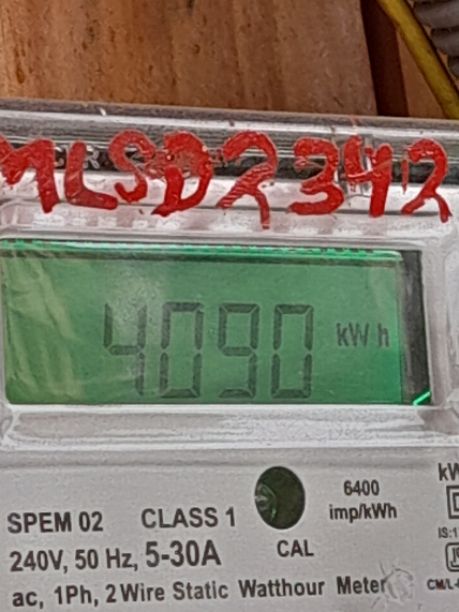 MLSD2342
4090 kWh
6400
imp/kWh
SPEM 02 CLASS 1
240V, 50 Hz, 5-30A
CAL
ac, 1Ph, 2 Wire Static Watthour Meter